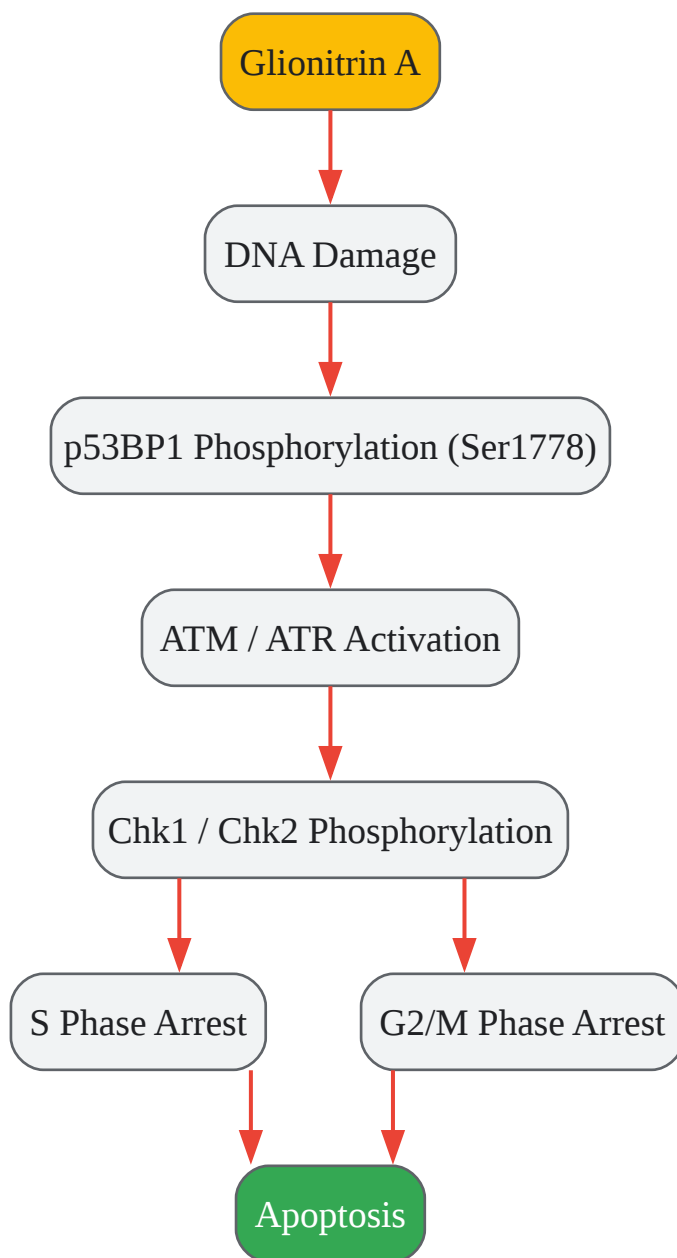 Glionitrin A
DNA Damage
p53BP1 Phosphorylation (Ser1778)
ATM / ATR Activation
Chk1 / Chk2 Phosphorylation
S Phase Arrest
G2/M Phase Arrest
Apoptosis